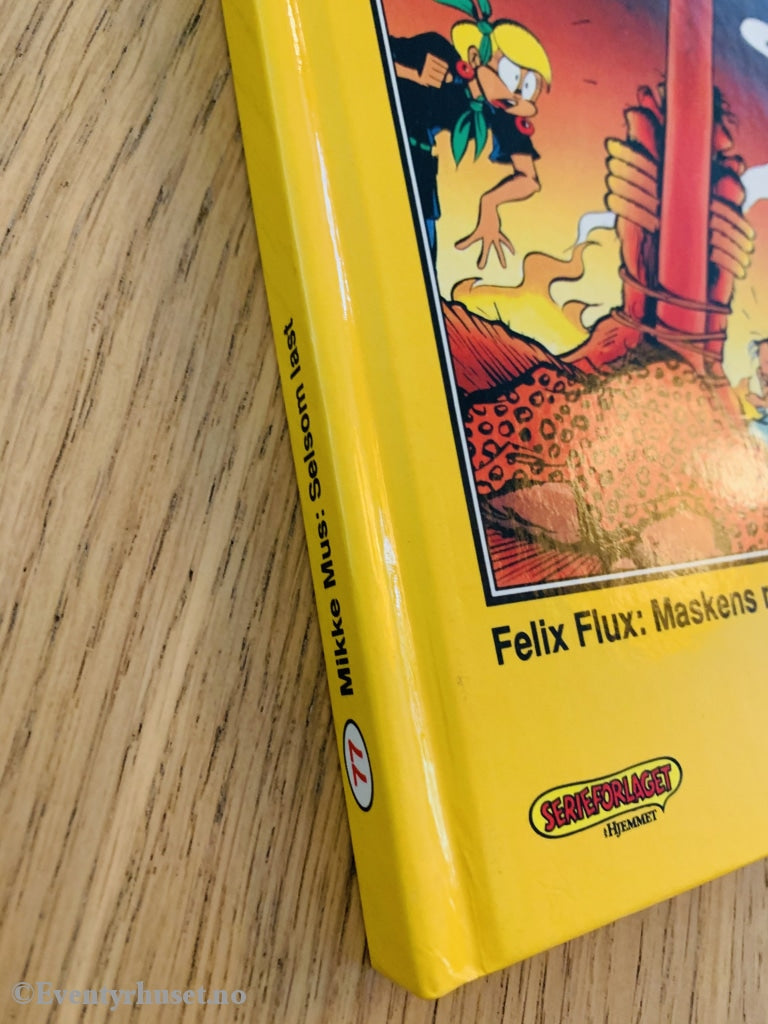 Mikke Mus: Selsom last
77
Felix Flux: Maskens
SERIEFORLAGET
HJEMMET
©Eventyrhuset.no